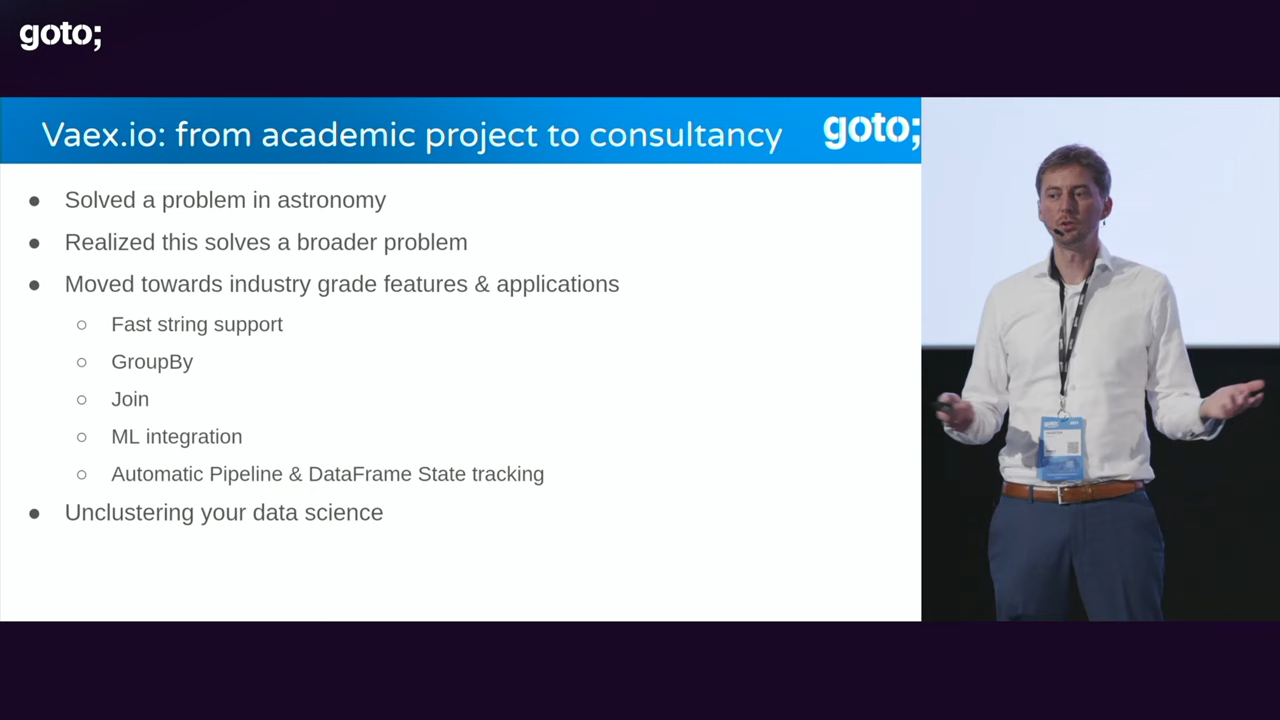 goto;
Vaex.io: from academic project to consultancy
goto;
● Solved a problem in astronomy
● Realized this solves a broader problem
● Moved towards industry grade features & applications
○ Fast string support
○ GroupBy
○ Join
○ ML integration
○ Automatic Pipeline & DataFrame State tracking
● Unclustering your data science